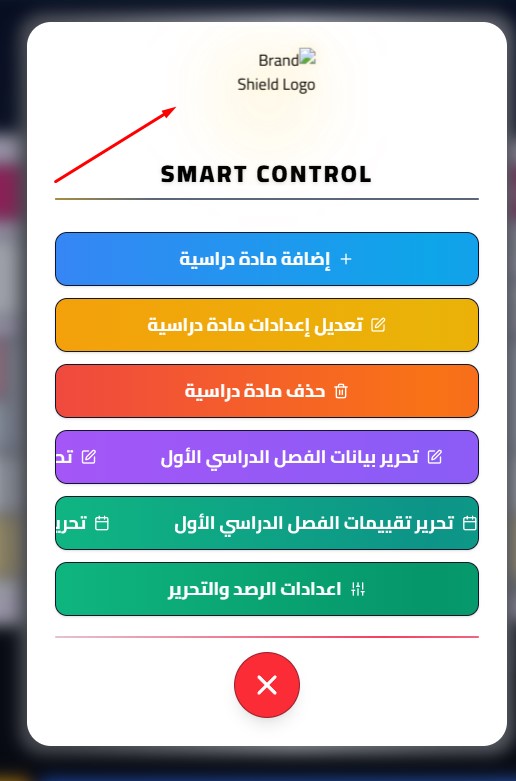 Brand
Shield Logo
SMART CONTROL
إضافة مادة دراسية
تعديل إعدادات مادة دراسية
حذف مادة دراسية
تحرير بيانات الفصل الدراسي الأول
تحرير تقييمات الفصل الدراسي الأول
اعدادات الرصد والتحرير